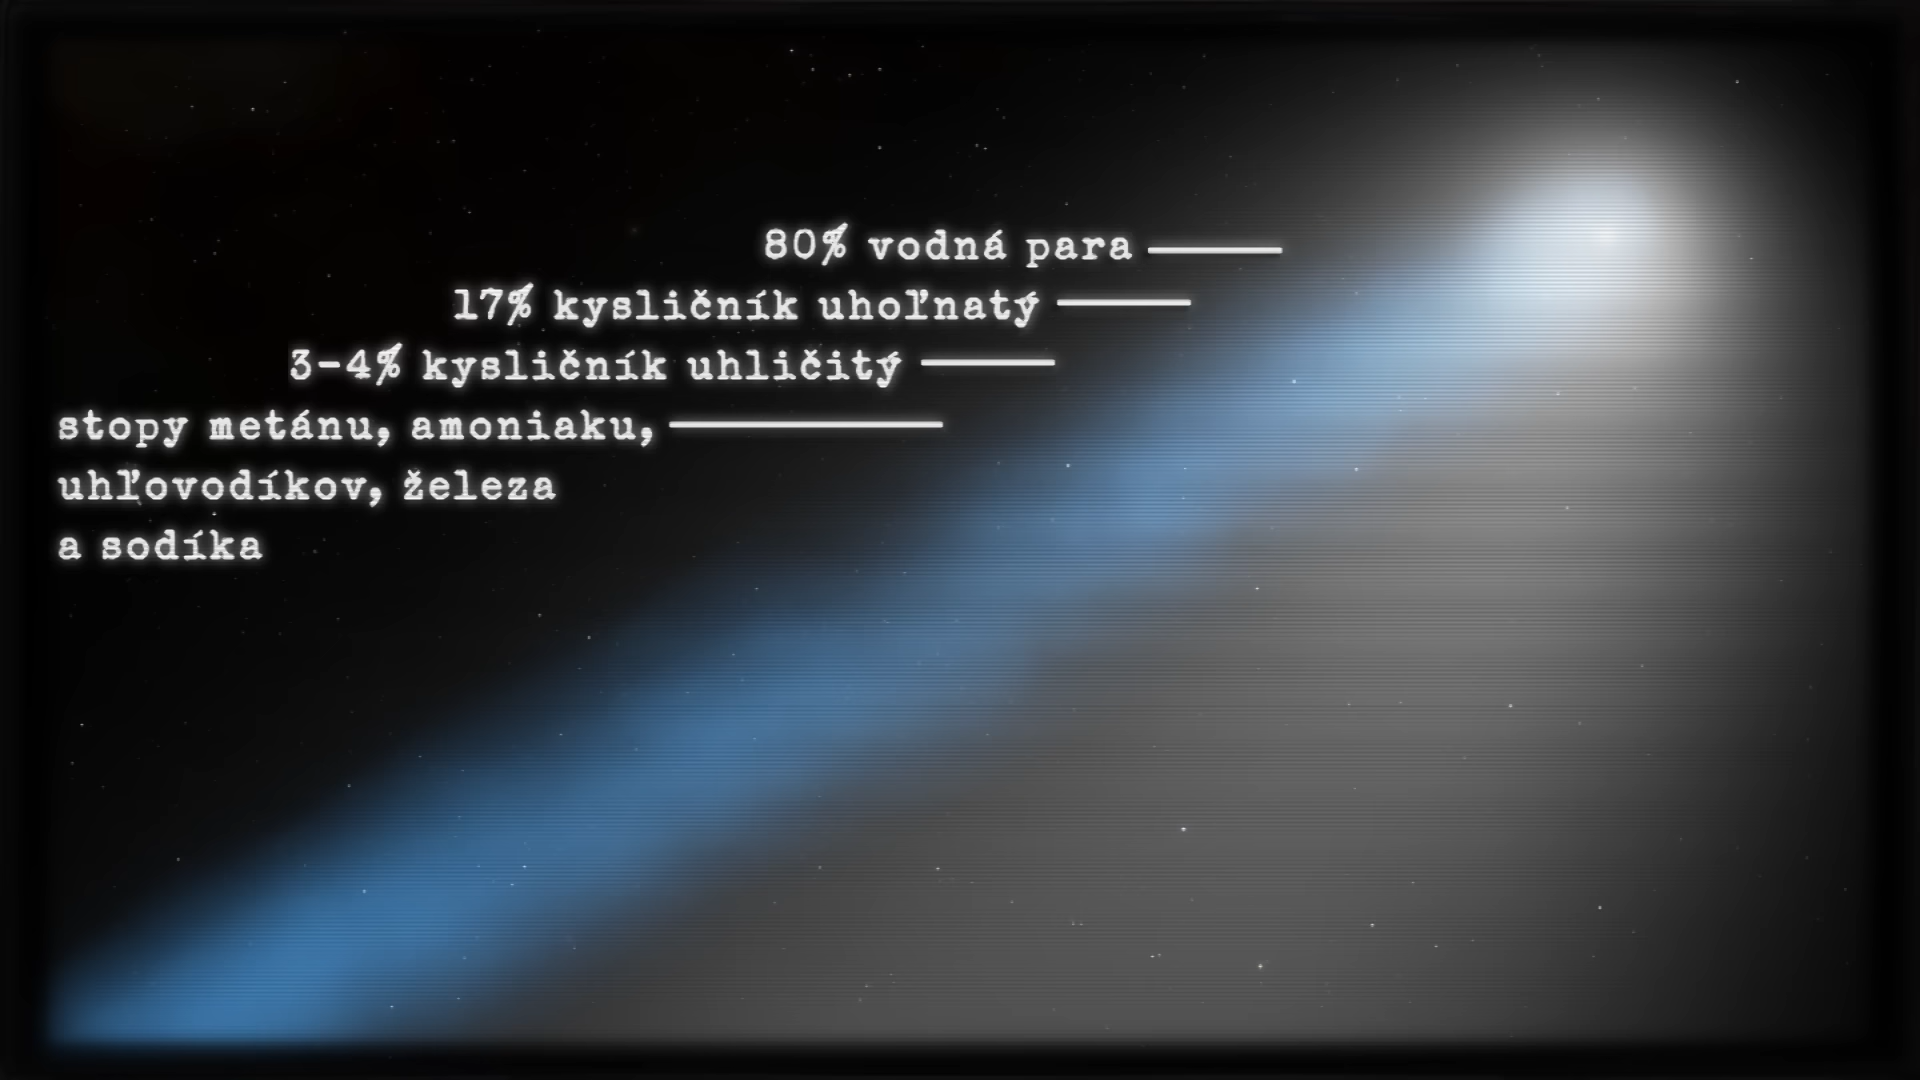 80% vodná para
17% kysličník uhoľnatý
3-4% kysličník uhličitý
stopy metánu, amoniaku,
uhľovodíkov, železa
a sodíka